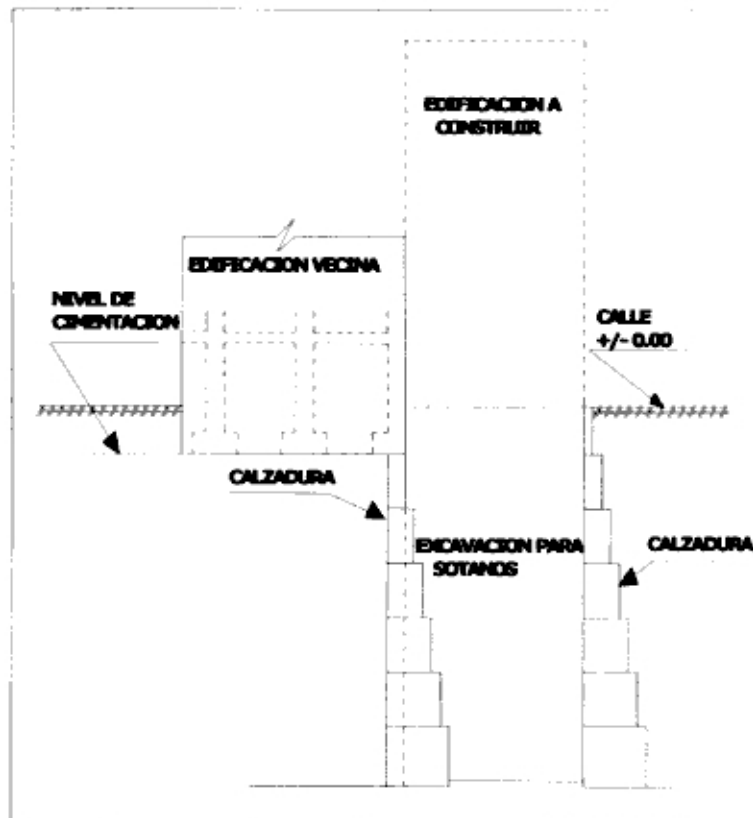 EDIFICACION A
CONSTRUIR
EDIFICACION VECINA
NIVEL DE
CIMENTACION
CALLE
+/- 0.00
CALZADURA
EXCAVACION PARA
SOTANOS
CALZADURA